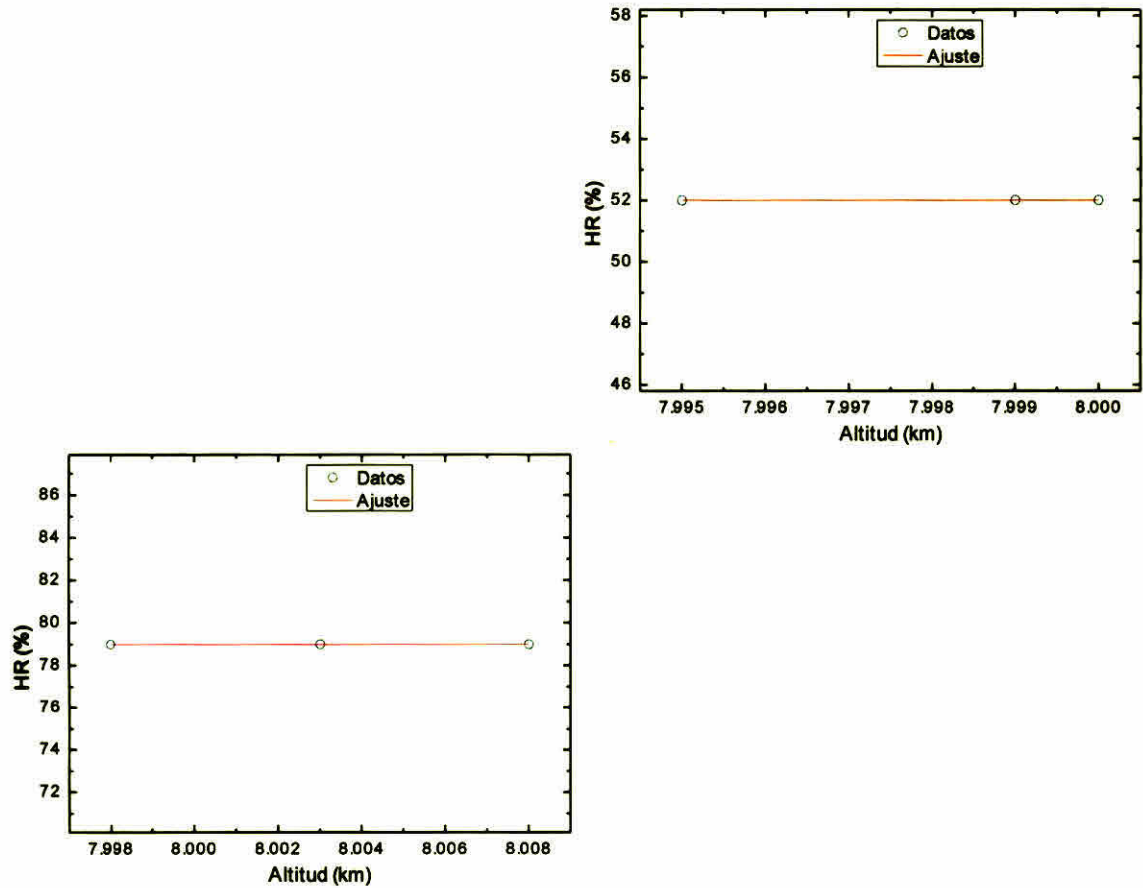 58
56
54
52
50
48
46
HR (%)
Datos
Ajuste
7.995 7.996 7.997 7.998 7.999 8.000
Altitud (km)
86
84
82
80
78
76
74
72
HR (%)
Datos
Ajuste
7.998 8.000 8.002 8.004 8.006 8.008
Altitud (km)